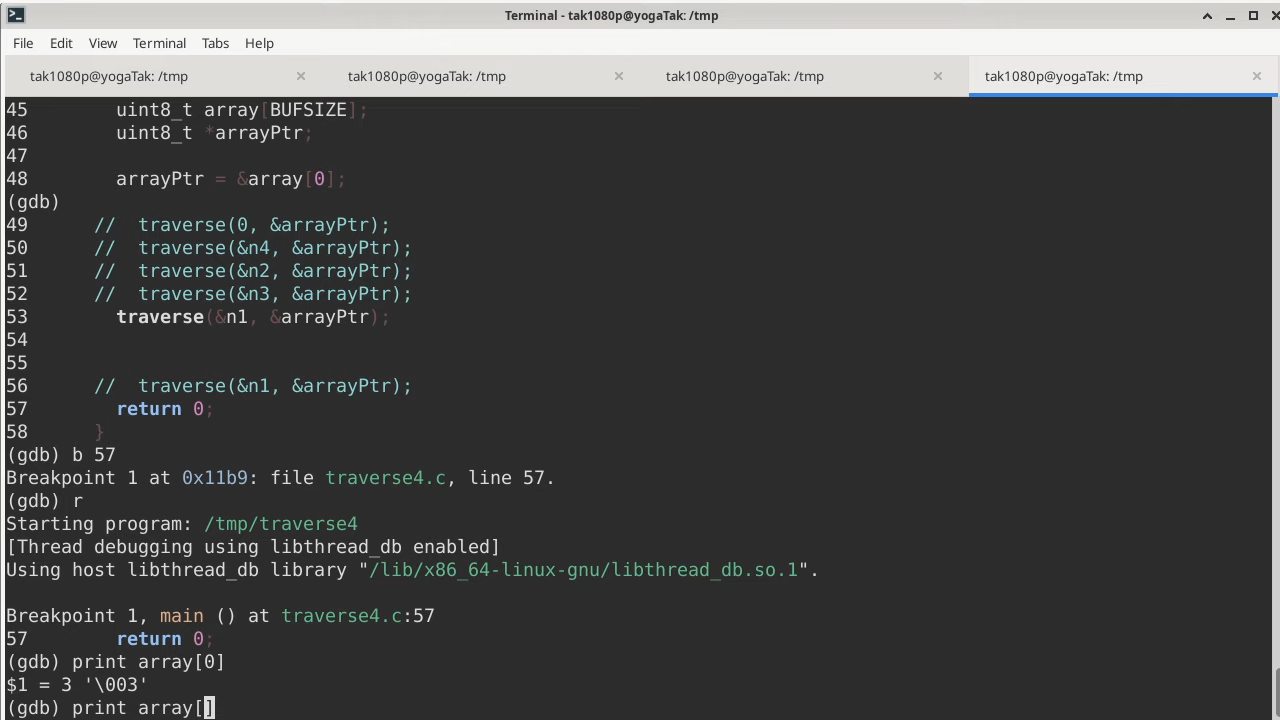 Terminal - tak1080p@yogaTak: /tmp
File Edit View Terminal Tabs Help
tak1080p@yogaTak: /tmp × tak1080p@yogaTak: /tmp × tak1080p@yogaTak: /tmp × tak1080p@yogaTak: /tmp ×
45        uint8_t array[BUFSIZE];
46        uint8_t *arrayPtr;
47
48        arrayPtr = &array[0];
(gdb)
49      //  traverse(0, &arrayPtr);
50      //  traverse(&n4, &arrayPtr);
51      //  traverse(&n2, &arrayPtr);
52      //  traverse(&n3, &arrayPtr);
53        traverse(&n1, &arrayPtr);
54
55
56      //  traverse(&n1, &arrayPtr);
57        return 0;
58      }
(gdb) b 57
Breakpoint 1 at 0x11b9: file traverse4.c, line 57.
(gdb) r
Starting program: /tmp/traverse4
[Thread debugging using libthread_db enabled]
Using host libthread_db library "/lib/x86_64-linux-gnu/libthread_db.so.1".

Breakpoint 1, main () at traverse4.c:57
57        return 0;
(gdb) print array[0]
$1 = 3 '\003'
(gdb) print array[]